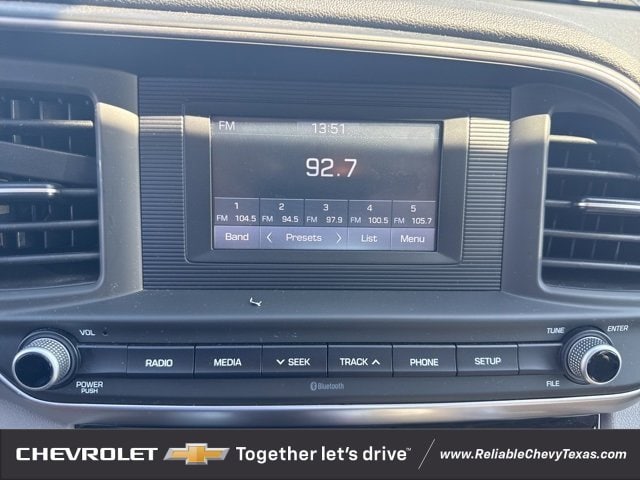 FM 13:51
92.7
1 2 3 4 5
FM 104.5 FM 94.5 FM 97.9 FM 100.5 FM 105.7
Band Presets List Menu
VOL TUNE ENTER
RADIO MEDIA SEEK TRACK PHONE SETUP
POWER PUSH Bluetooth FILE
CHEVROLET Together let's drive™ www.ReliableChevyTexas.com